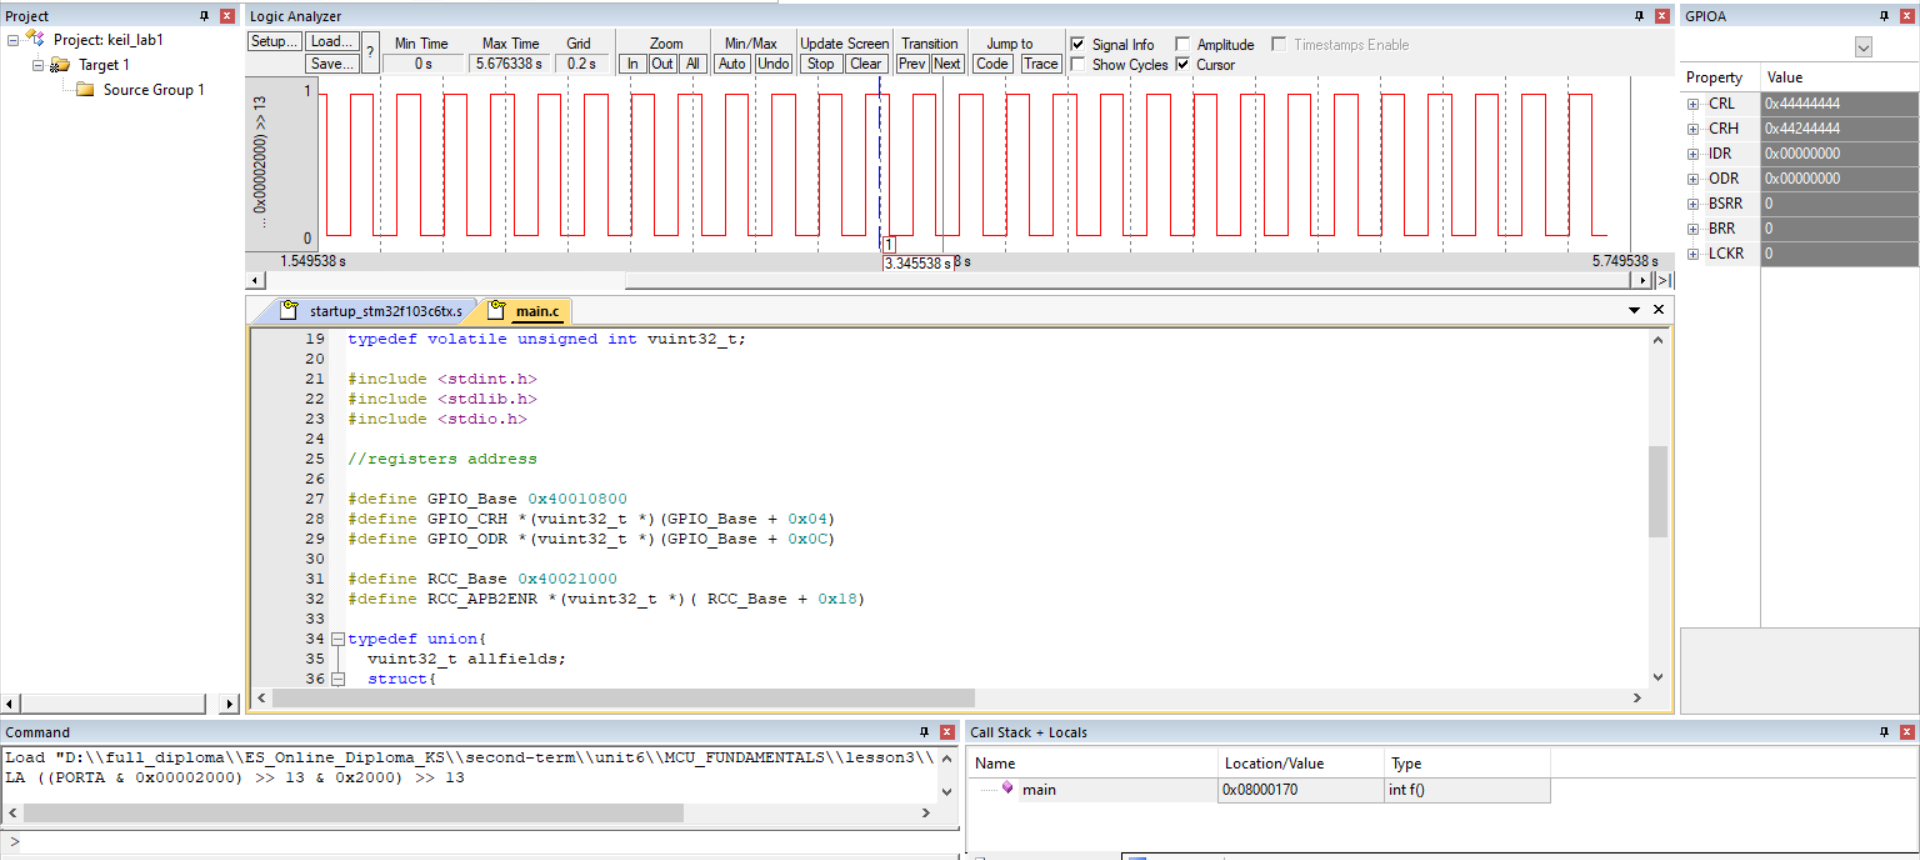 Project
Project: keil_lab1
Target 1
Source Group 1
Logic Analyzer
Setup... Load... ? Min Time Max Time Grid Zoom Min/Max Update Screen Transition Jump to Signal Info Amplitude Timestamps Enable
Save... 0 s 5.676338 s 0.2 s In Out All Auto Undo Stop Clear Prev Next Code Trace Show Cycles Cursor
1
... 0x00002000) >> 13
0
1
1.549538 s 3.345538 s 8 s 5.749538 s
startup_stm32f103c6tx.s main.c
19 typedef volatile unsigned int vuint32_t;
20
21 #include <stdint.h>
22 #include <stdlib.h>
23 #include <stdio.h>
24
25 //registers address
26
27 #define GPIO_Base 0x40010800
28 #define GPIO_CRH *(vuint32_t *)(GPIO_Base + 0x04)
29 #define GPIO_ODR *(vuint32_t *)(GPIO_Base + 0x0C)
30
31 #define RCC_Base 0x40021000
32 #define RCC_APB2ENR *(vuint32_t *)( RCC_Base + 0x18)
33
34 typedef union{
35 vuint32_t allfields;
36 struct{
GPIOA
Property Value
CRL 0x44444444
CRH 0x44244444
IDR 0x00000000
ODR 0x00000000
BSRR 0
BRR 0
LCKR 0
Command
Load "D:\\full_diploma\\ES_Online_Diploma_KS\\second-term\\unit6\\MCU_FUNDAMENTALS\\lesson3\\
LA ((PORTA & 0x00002000) >> 13 & 0x2000) >> 13
>
Call Stack + Locals
Name Location/Value Type
main 0x08000170 int f()